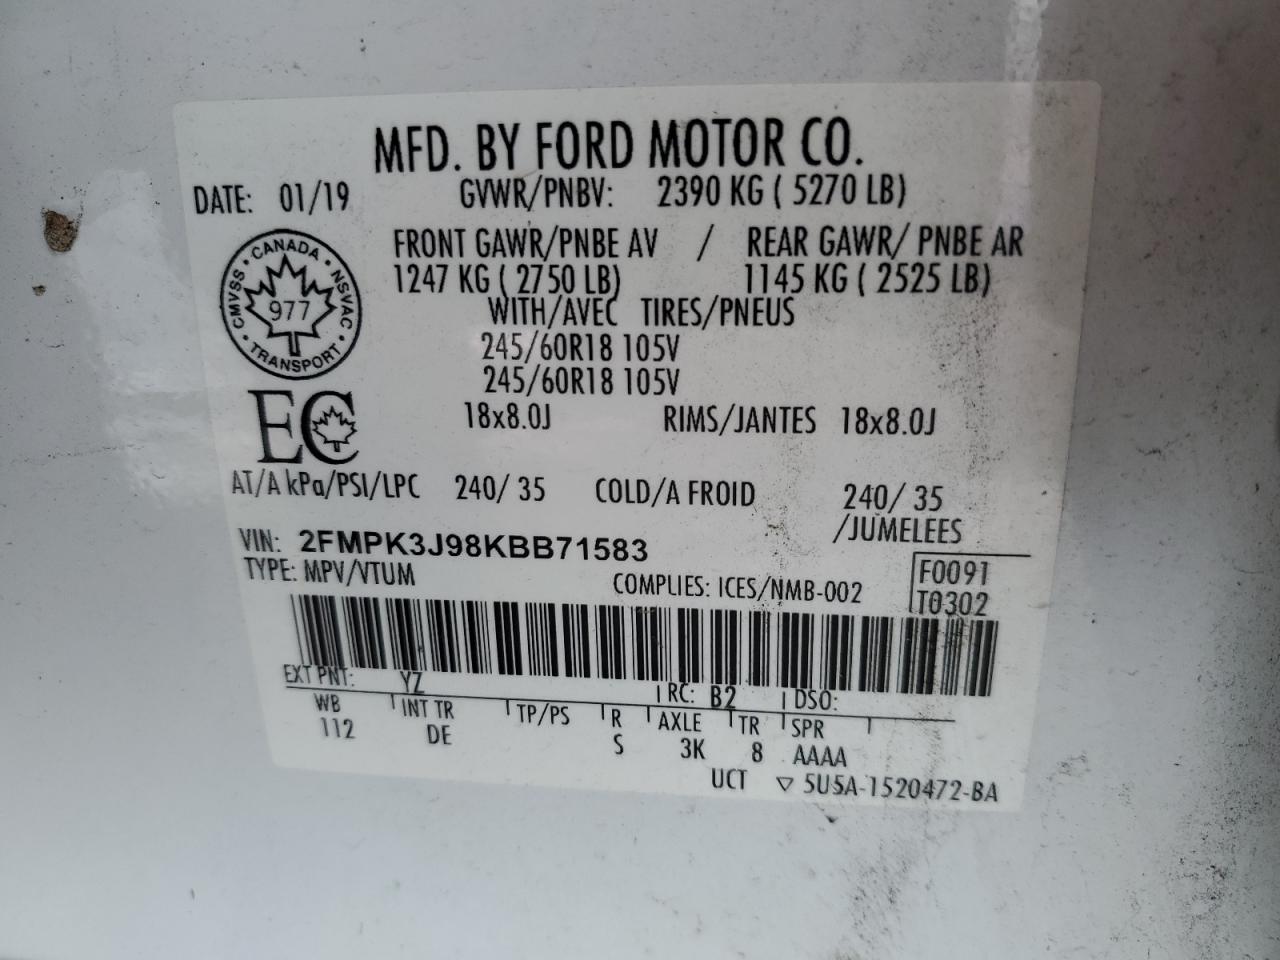 MFD. BY FORD MOTOR CO.
DATE: 01/19 GVWR/PNBV: 2390 KG ( 5270 LB)
FRONT GAWR/PNBE AV / REAR GAWR/ PNBE AR
1247 KG ( 2750 LB) 1145 KG ( 2525 LB)
WITH/AVEC TIRES/PNEUS
245/60R18 105V
245/60R18 105V
18x8.0J RIMS/JANTES 18x8.0J
CANADA
CMVSS
NSVAC
977
TRANSPORT
EC
AT/A kPa/PSI/LPC 240/ 35 COLD/A FROID 240/ 35
/JUMELEES
VIN: 2FMPK3J98KBB71583
TYPE: MPV/VTUM COMPLIES: ICES/NMB-002
F0091
T0302
EXT PNT: YZ RC: B2 DSO:
WB INT TR TP/PS R AXLE TR SPR
112 DE S 3K 8 AAAA
UCT ▽ 5U5A-1520472-BA